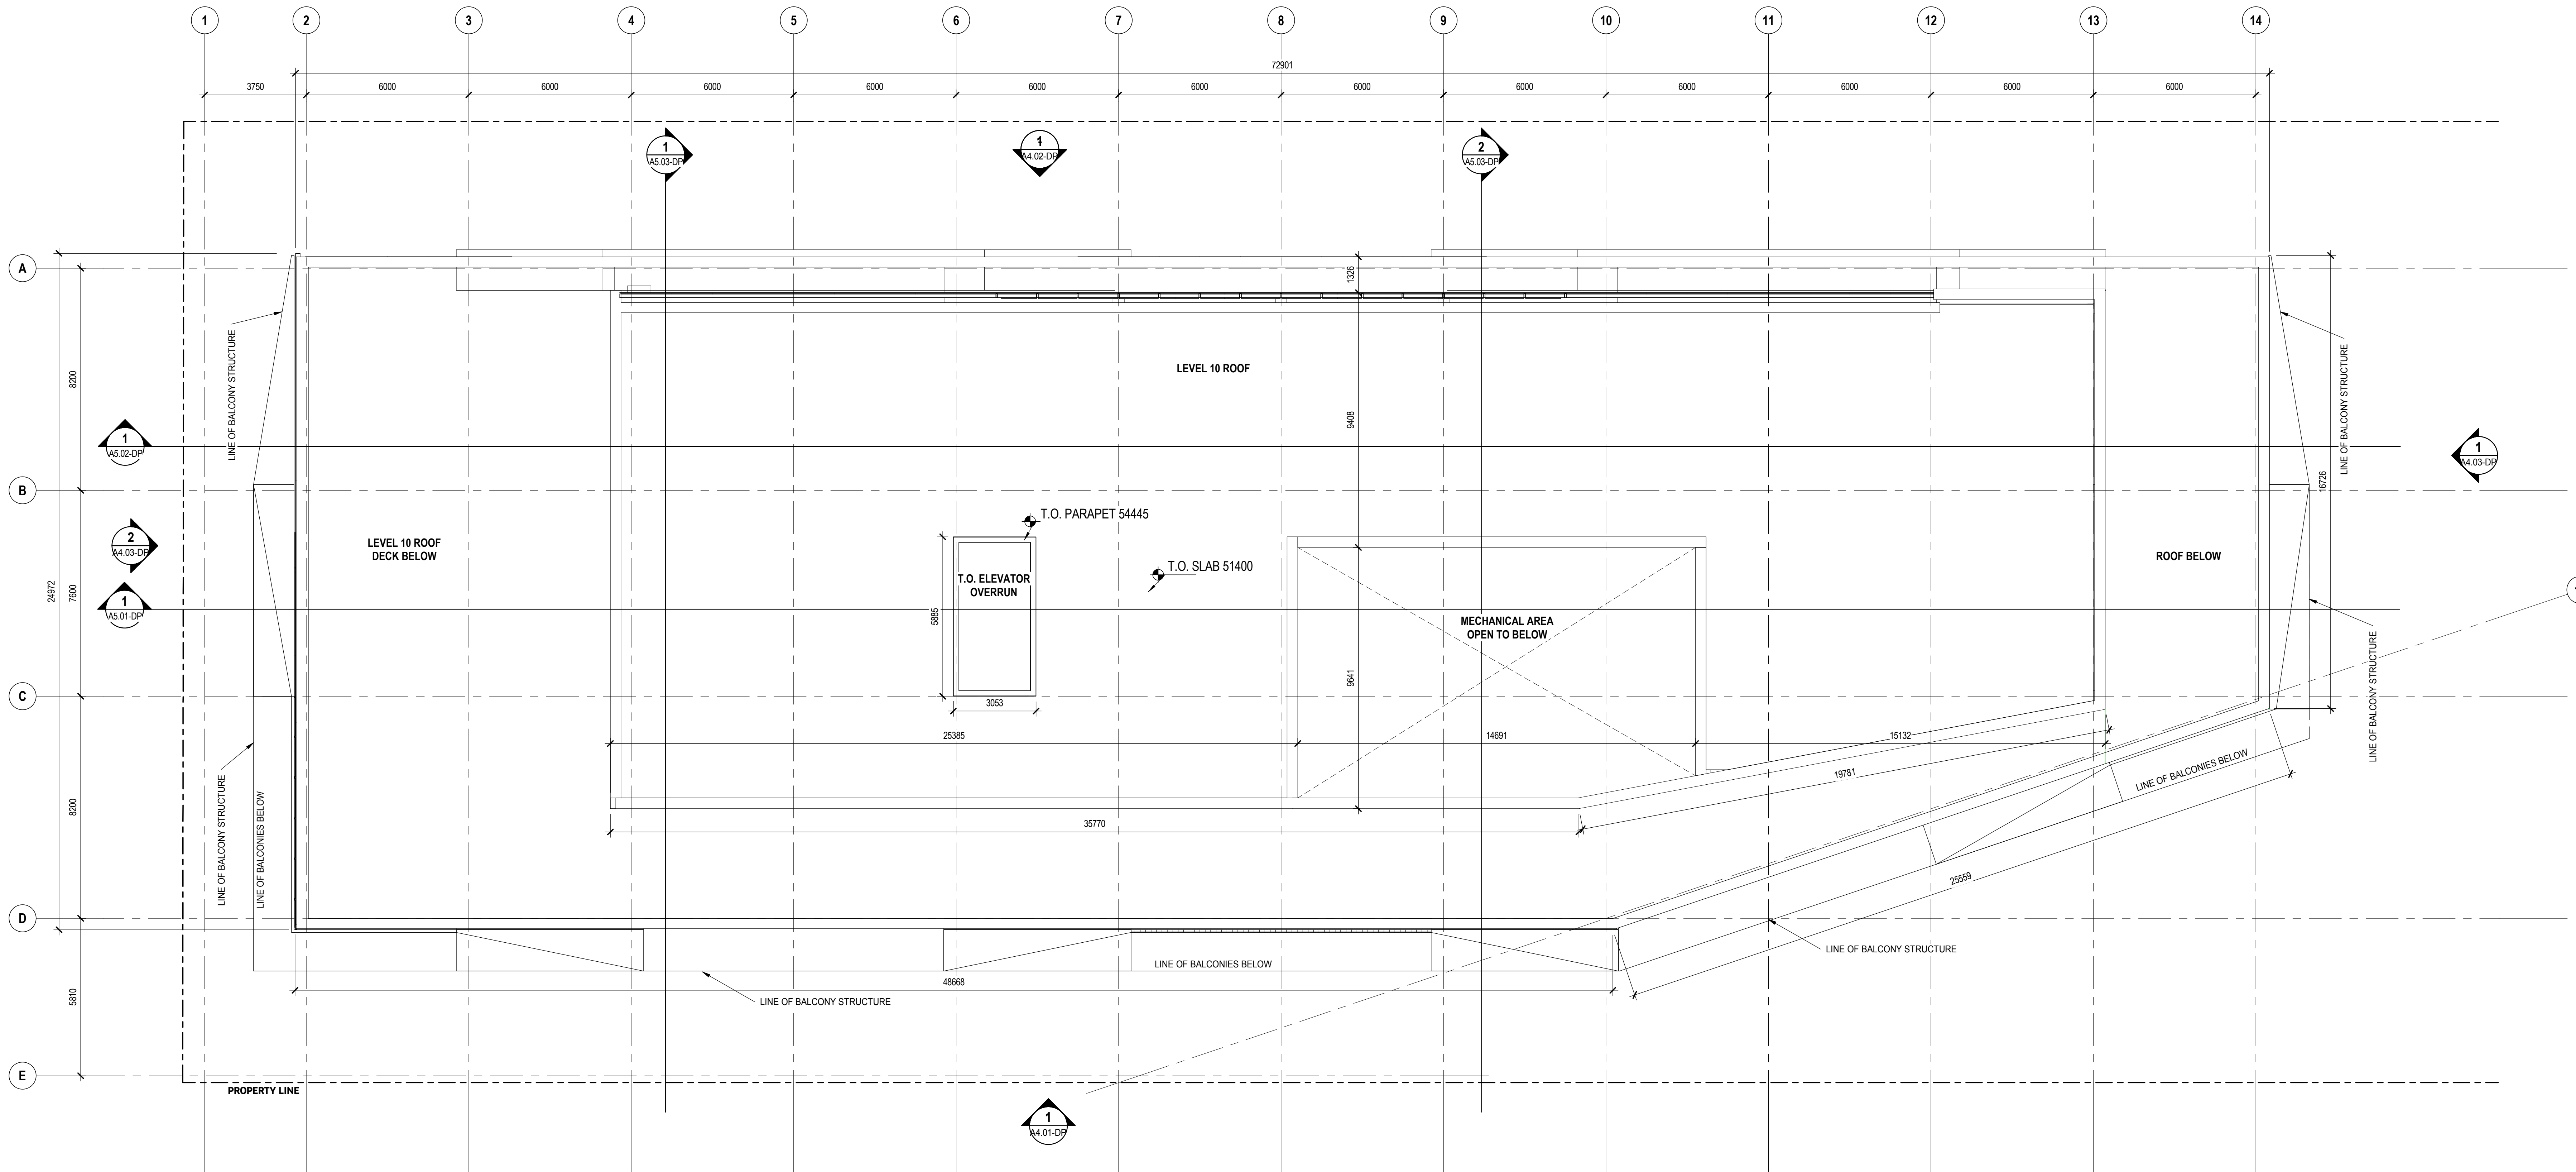 1 2 3 4 5 6 7 8 9 10 11 12 13 14
72901
3750 6000 6000 6000 6000 6000 6000 6000 6000 6000 6000 6000 6000
1
A5.03-DP
1
A4.02-DP
2
A5.03-DP
A
1326
LINE OF BALCONY STRUCTURE
8200
LEVEL 10 ROOF
LINE OF BALCONY STRUCTURE
9408
1
A5.02-DP
1
A4.03-DP
16726
B
T.O. PARAPET 54445
2
A4.03-DP
LEVEL 10 ROOF
DECK BELOW
ROOF BELOW
24972
7600
T.O. SLAB 51400
T.O. ELEVATOR
OVERRUN
5885
1
A5.01-DP
MECHANICAL AREA
OPEN TO BELOW
LINE OF BALCONY STRUCTURE
9641
C
3053
25385
14691
15132
19781
LINE OF BALCONIES BELOW
8200
35770
LINE OF BALCONY STRUCTURE
LINE OF BALCONIES BELOW
25559
D
LINE OF BALCONY STRUCTURE
LINE OF BALCONIES BELOW
48668
5810
LINE OF BALCONY STRUCTURE
E
PROPERTY LINE
1
A4.01-DP